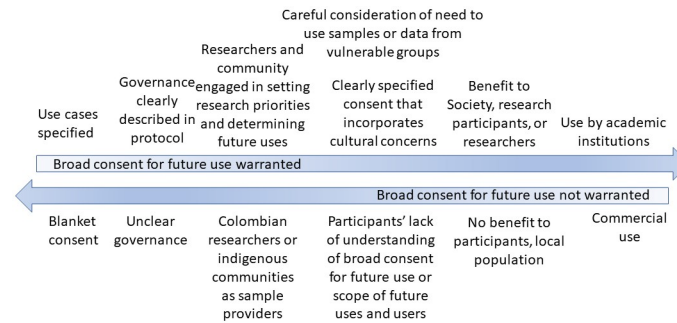 Careful consideration of need to
use samples or data from
vulnerable groups
Researchers and
community
engaged in setting
research priorities
and determining
future uses
Governance
clearly
described in
protocol
Use cases
specified
Clearly specified
consent that
incorporates
cultural concerns
Benefit to
Society, research
participants, or
researchers
Use by academic
institutions
Broad consent for future use warranted
Broad consent for future use not warranted
Blanket
consent
Unclear
governance
Colombian
researchers or
indigenous
communities
as sample
providers
Participants' lack
of understanding
of broad consent
for future use or
scope of future
uses and users
No benefit to
participants, local
population
Commercial
use